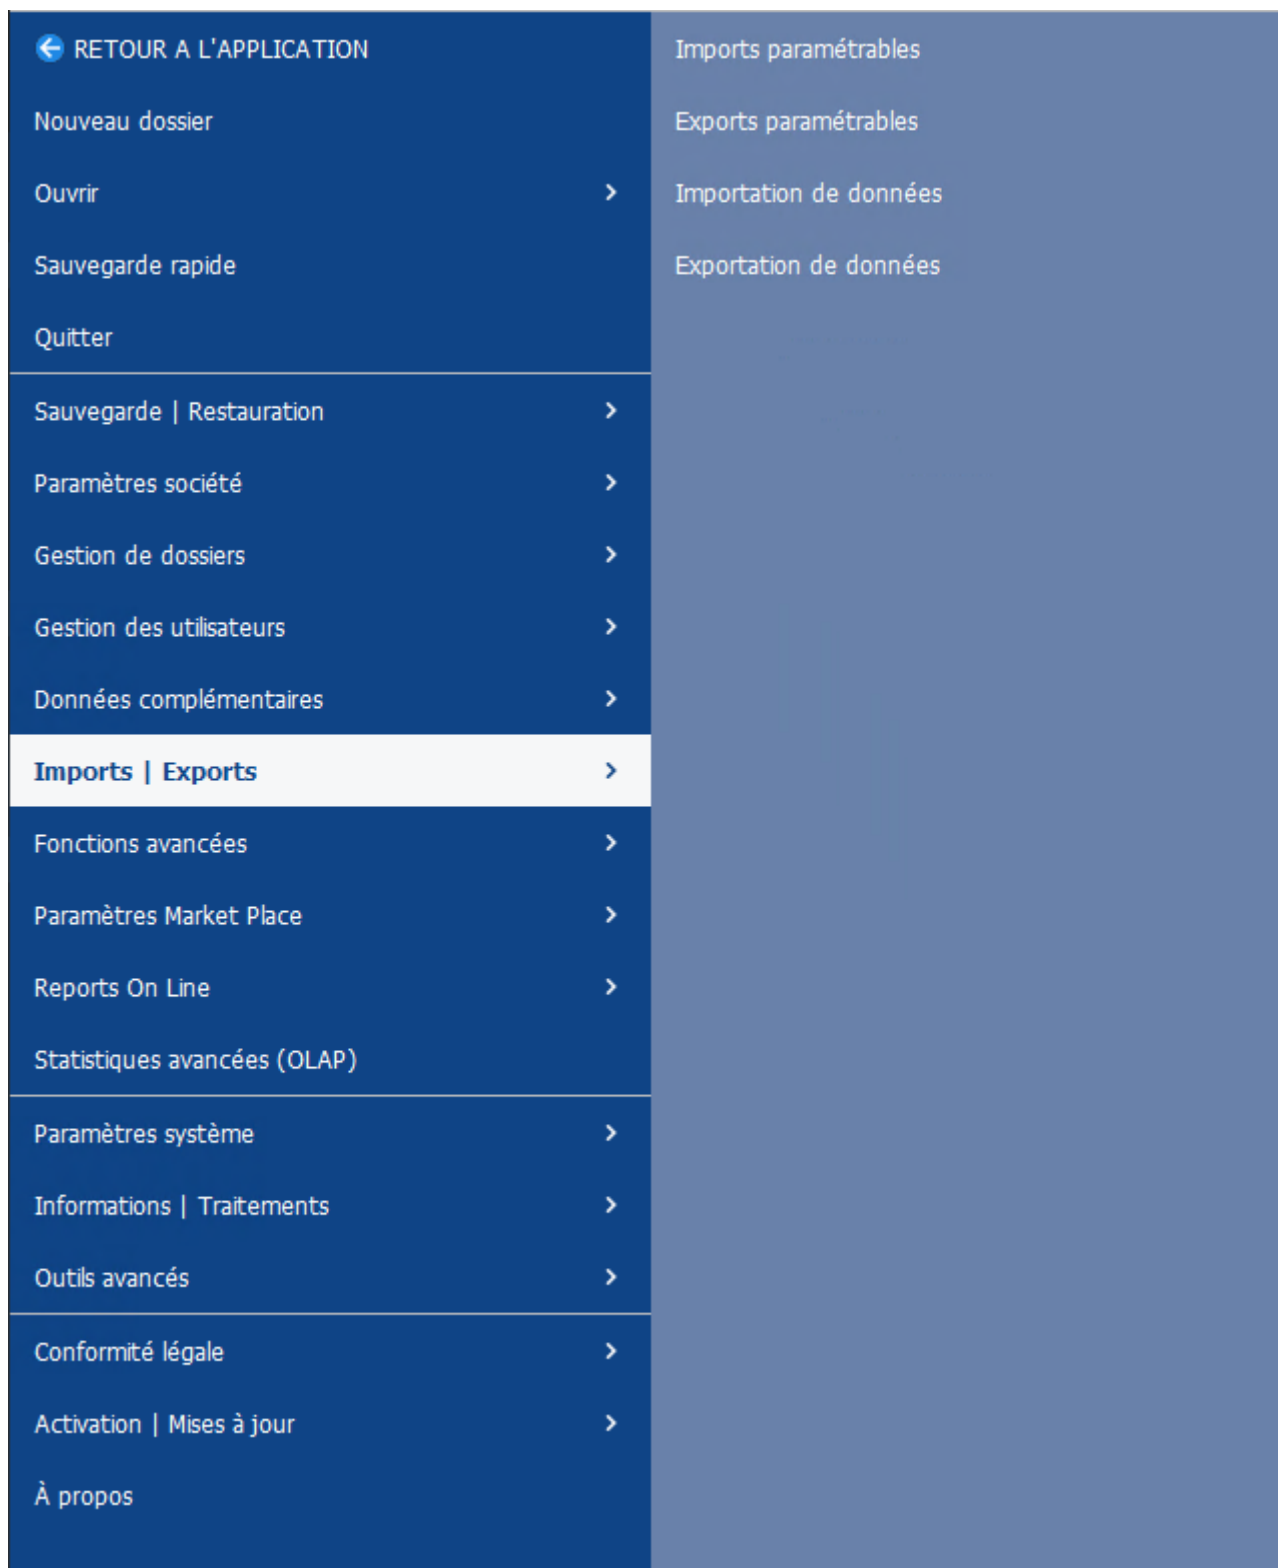 RETOUR A L'APPLICATION
Nouveau dossier
Ouvrir
Sauvegarde rapide
Quitter
Sauvegarde | Restauration
Paramètres société
Gestion de dossiers
Gestion des utilisateurs
Données complémentaires
Imports | Exports
Fonctions avancées
Paramètres Market Place
Reports On Line
Statistiques avancées (OLAP)
Paramètres système
Informations | Traitements
Outils avancés
Conformité légale
Activation | Mises à jour
À propos
Imports paramétrables
Exports paramétrables
Importation de données
Exportation de données